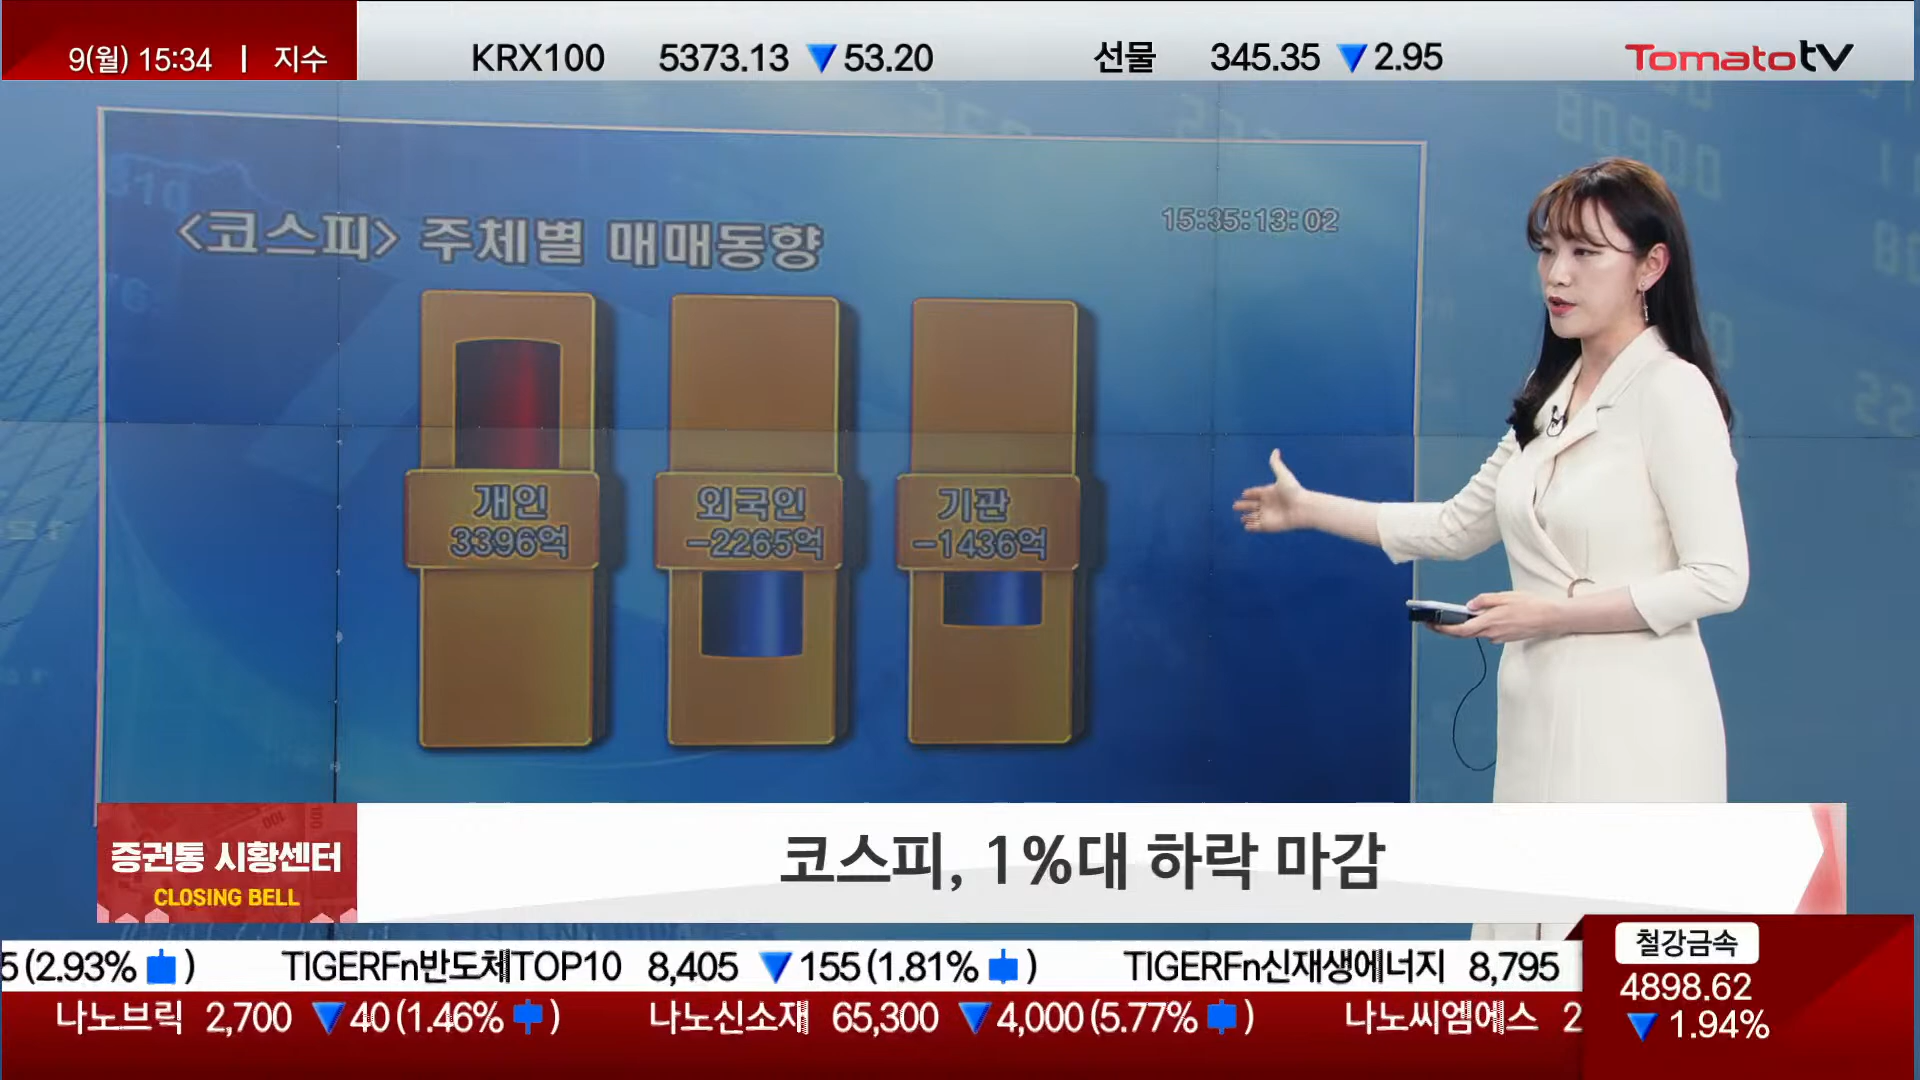 9(월) 15:34 | 지수
KRX100 5373.13 ▼53.20 선물 345.35 ▼2.95
Tomatotv
<코스피> 주체별 매매동향
15:35:13:02
개인
3396억
외국인
-2265억
기관
-1436억
증권통 시황센터
CLOSING BELL
코스피, 1%대 하락 마감
5(2.93% ) TIGERFn반도체TOP10 8,405 ▼155(1.81% ) TIGERFn신재생에너지 8,795
나노브릭 2,700 ▼40(1.46% ) 나노신소재 65,300 ▼4,000(5.77% ) 나노씨엠에스 2
철강금속
4898.62
▼1.94%